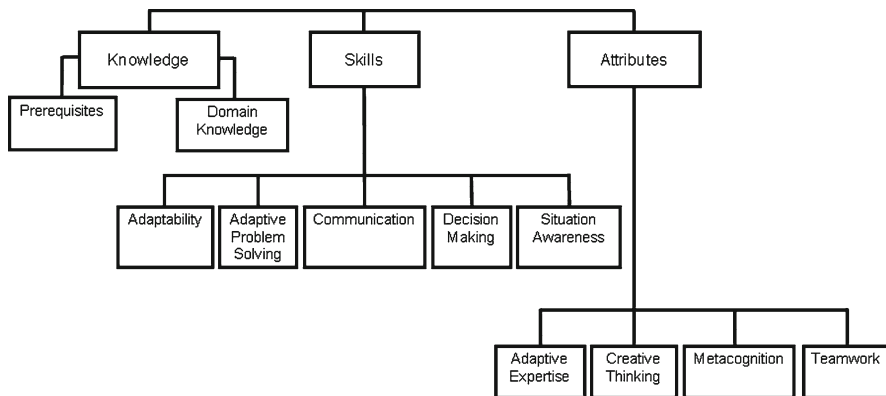 Knowledge
Skills
Attributes
Prerequisites
Domain
Knowledge
Adaptability
Adaptive
Problem
Solving
Communication
Decision
Making
Situation
Awareness
Adaptive
Expertise
Creative
Thinking
Metacognition
Teamwork